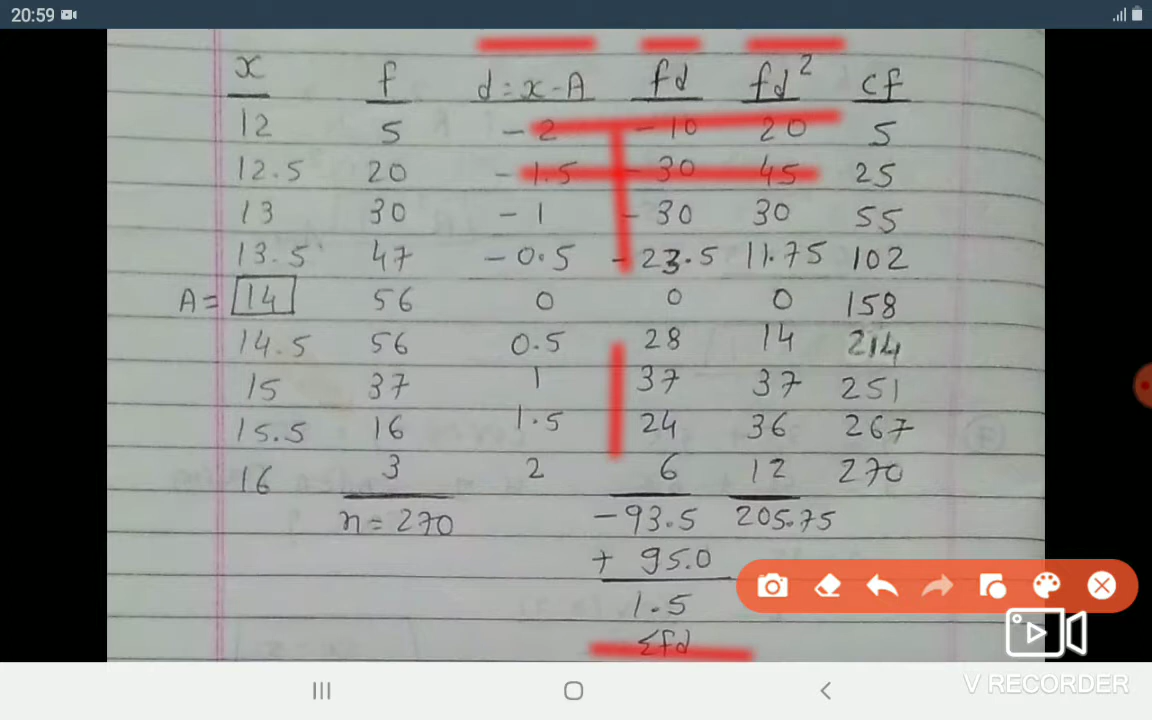 20:59
x f d=x-A fd fd² cf
12 5 -2 -10 20 5
12.5 20 -1.5 -30 45 25
13 30 -1 -30 30 55
13.5 47 -0.5 -23.5 11.75 102
A= 14 56 0 0 0 158
14.5 56 0.5 28 14 214
15 37 1 37 37 251
15.5 16 1.5 24 36 267
16 3 2 6 12 270
n=270 -93.5 205.75
+ 95.0
1.5
Σfd
V RECORDER